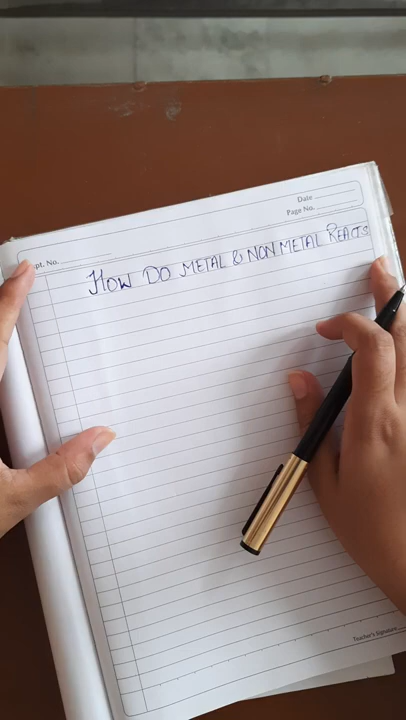 Date
Page No.
Expt. No.
HOW DO METAL & NON METAL REACTS
Teacher's Signature